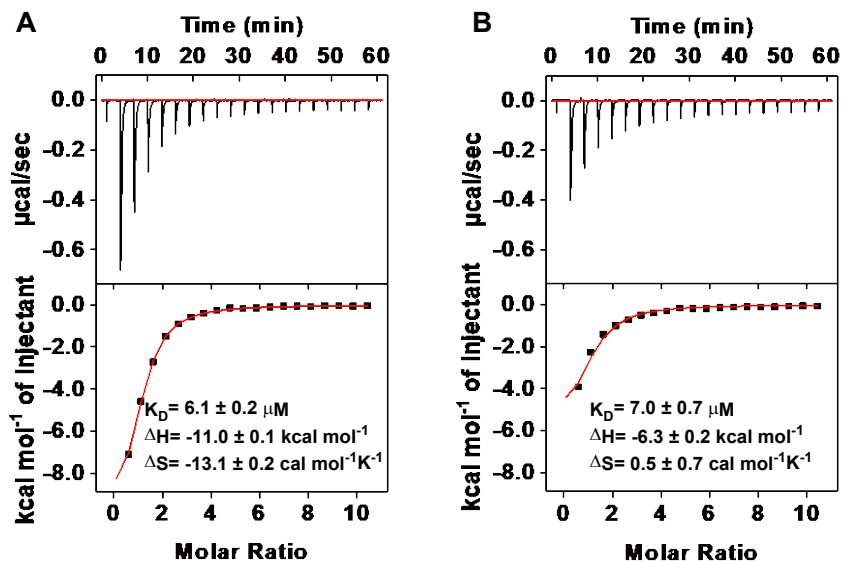 A
Time (min)
0 10 20 30 40 50 60
0.0
-0.2
-0.4
-0.6
µcal/sec
0.0
-2.0
-4.0
-6.0
-8.0
kcal mol⁻¹ of Injectant
K_D= 6.1 ± 0.2 µM
ΔH= -11.0 ± 0.1 kcal mol⁻¹
ΔS= -13.1 ± 0.2 cal mol⁻¹K⁻¹
0 2 4 6 8 10
Molar Ratio
B
Time (min)
0 10 20 30 40 50 60
0.0
-0.2
-0.4
-0.6
µcal/sec
0.0
-2.0
-4.0
-6.0
-8.0
kcal mol⁻¹ of Injectant
K_D= 7.0 ± 0.7 µM
ΔH= -6.3 ± 0.2 kcal mol⁻¹
ΔS= 0.5 ± 0.7 cal mol⁻¹K⁻¹
0 2 4 6 8 10
Molar Ratio